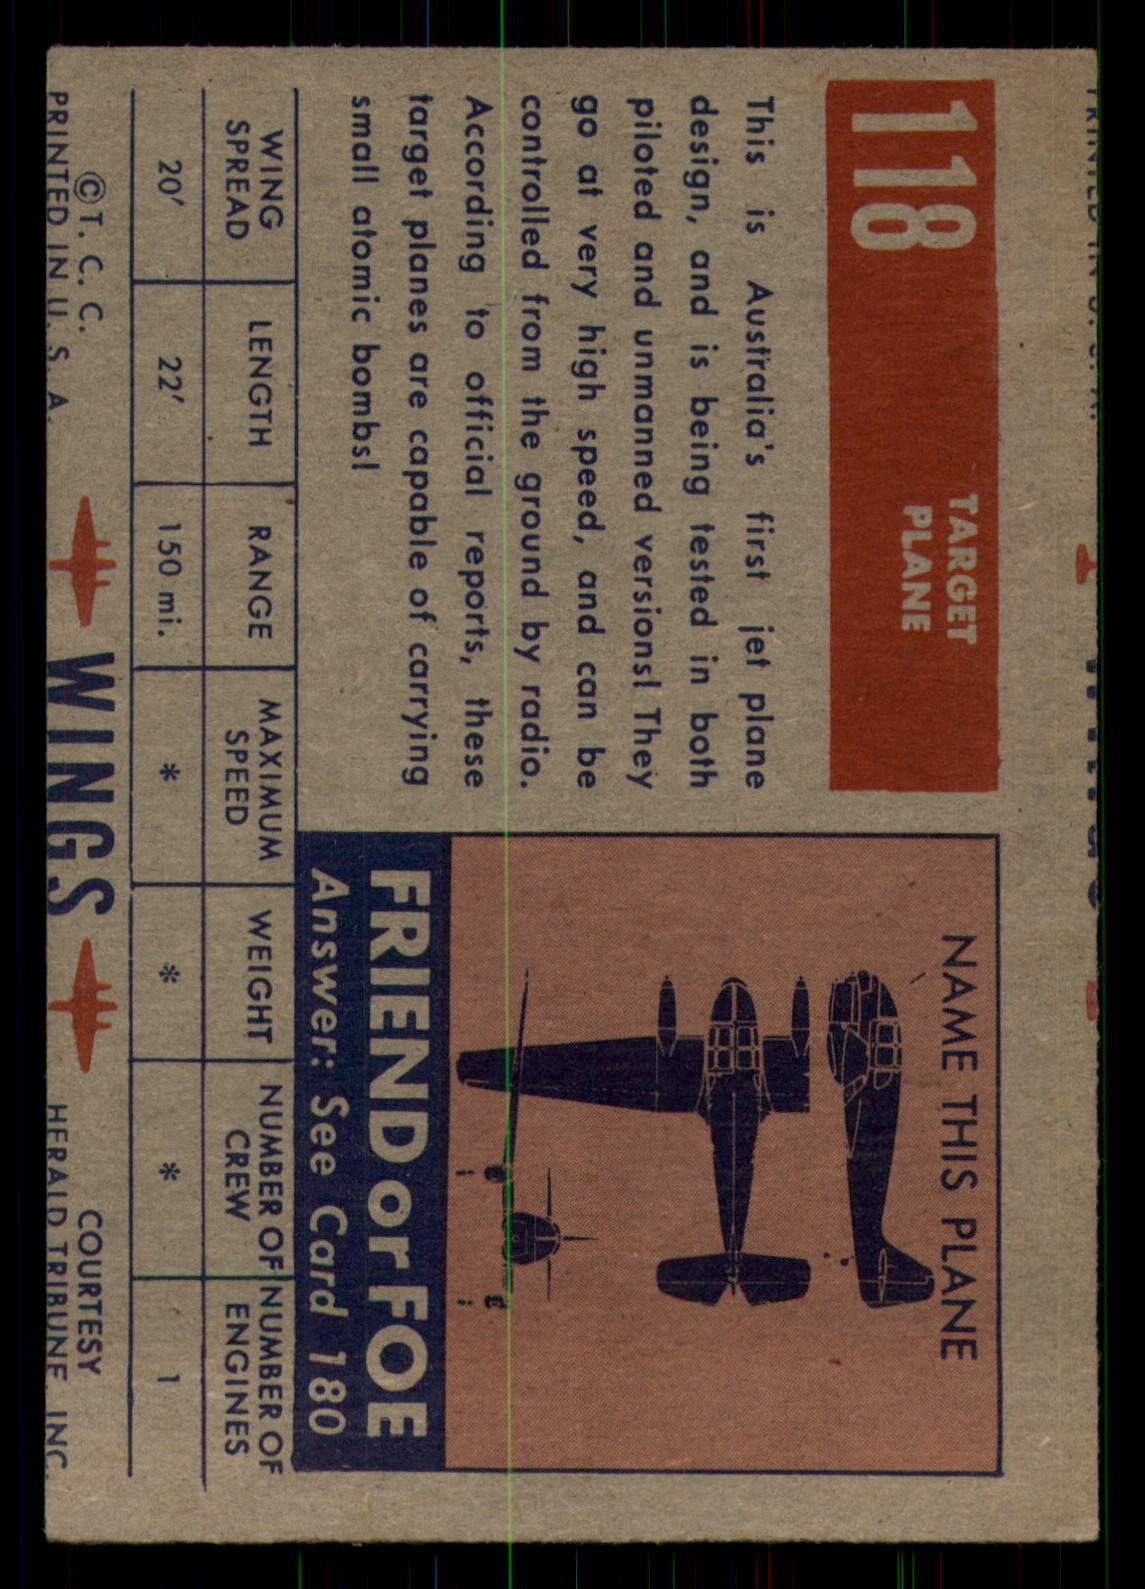 118
TARGET
PLANE
This is Australia's first jet plane
design, and is being tested in both
piloted and unmanned versions! They
go at very high speed, and can be
controlled from the ground by radio.
According to official reports, these
target planes are capable of carrying
small atomic bombs!
NAME THIS PLANE
FRIEND or FOE
Answer: See Card 180
WING
SPREAD
LENGTH
RANGE
MAXIMUM
SPEED
WEIGHT
NUMBER OF
CREW
NUMBER OF
ENGINES
20′
22′
150 mi.
*
*
*
1
© T. C. C.
PRINTED IN U. S. A.
WINGS
COURTESY
HERALD TRIBUNE INC.